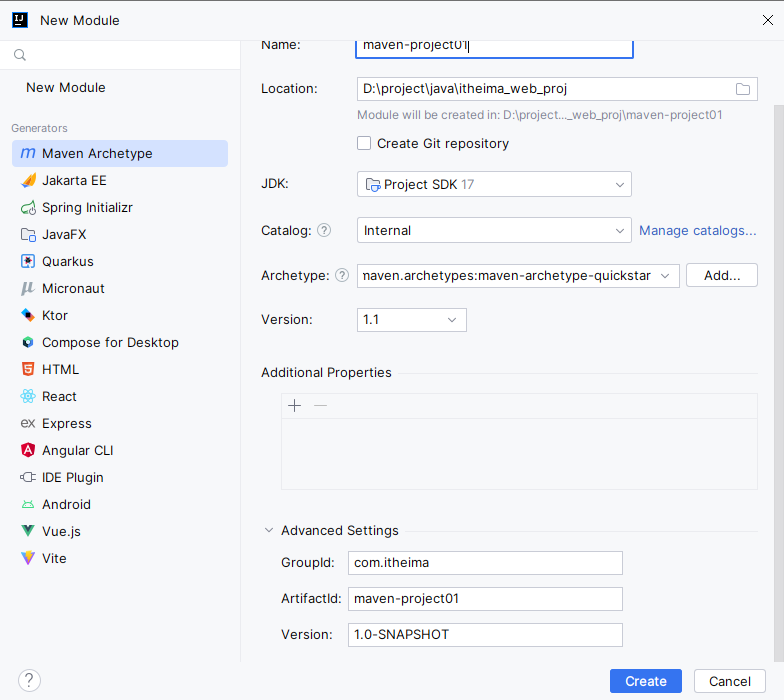 New Module
New Module
Generators
Maven Archetype
Jakarta EE
Spring Initializr
JavaFX
Quarkus
Micronaut
Ktor
Compose for Desktop
HTML
React
Express
Angular CLI
IDE Plugin
Android
Vue.js
Vite
Name: maven-project01
Location: D:\project\java\itheima_web_proj
Module will be created in: D:\project..._web_proj\maven-project01
Create Git repository
JDK: Project SDK 17
Catalog: ? Internal Manage catalogs...
Archetype: ? naven.archetypes:maven-archetype-quickstar Add...
Version: 1.1
Additional Properties
Advanced Settings
GroupId: com.itheima
ArtifactId: maven-project01
Version: 1.0-SNAPSHOT
? Create Cancel